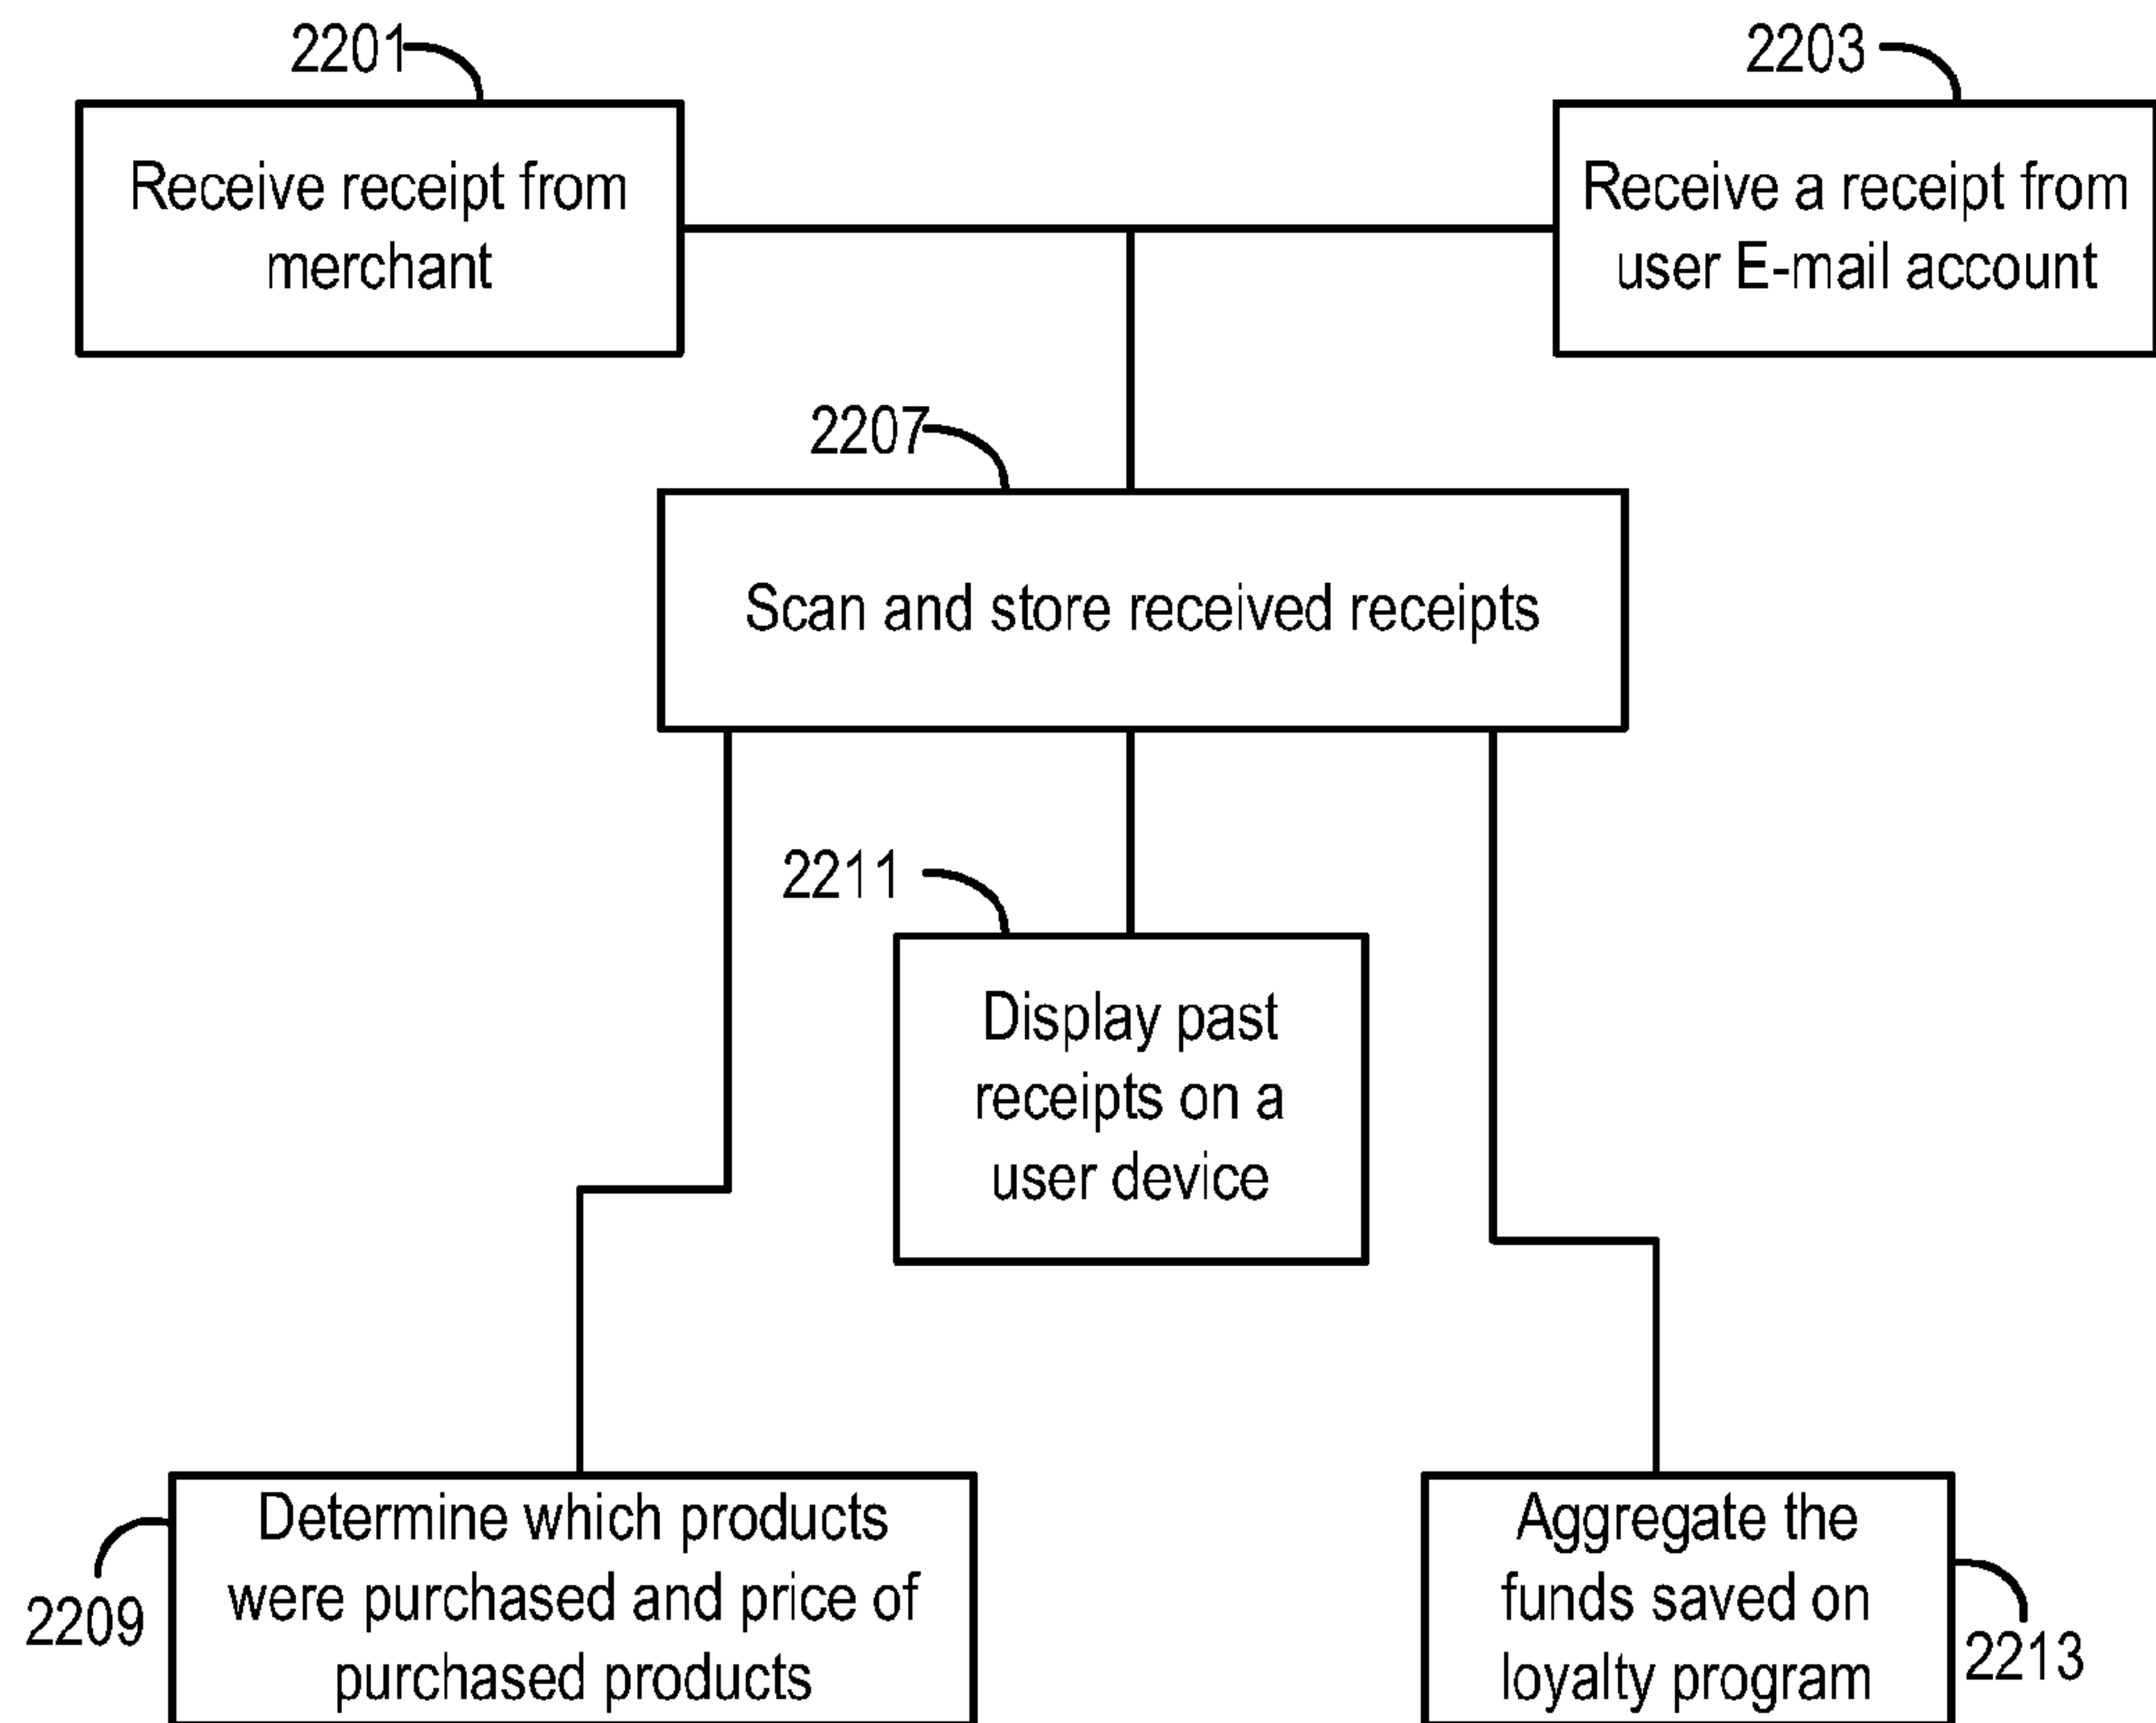 2201
2203
Receive receipt from
merchant
Receive a receipt from
user E-mail account
2207
Scan and store received receipts
2211
Display past
receipts on a
user device
Determine which products
were purchased and price of
purchased products
2209
Aggregate the
funds saved on
loyalty program
2213